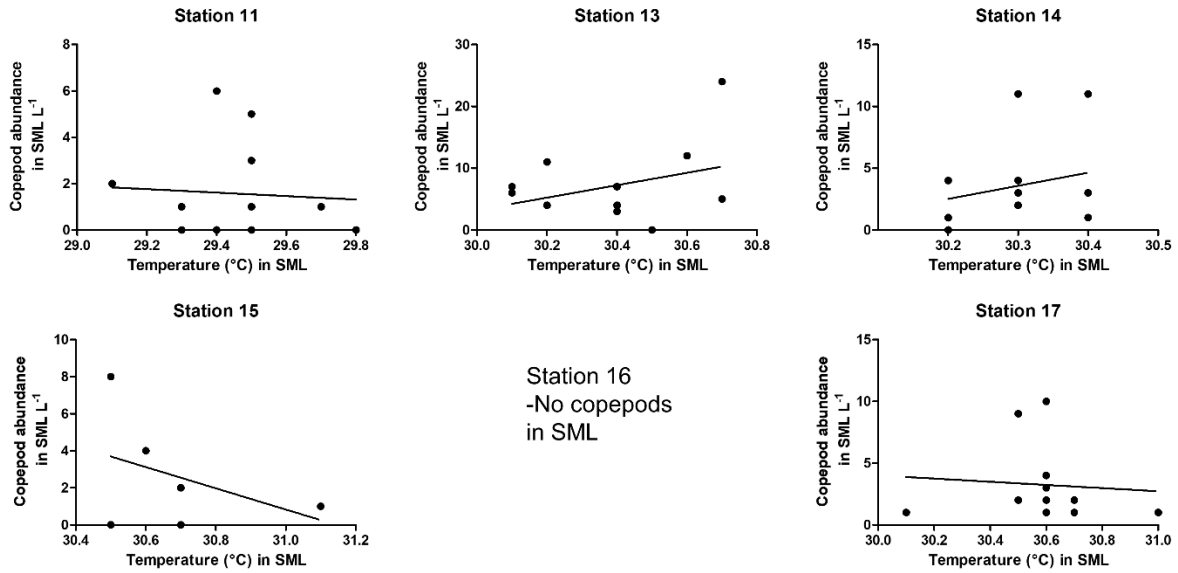 Station 11
Copepod abundance
in SML L⁻¹
8
6
4
2
0
29.0 29.2 29.4 29.6 29.8
Temperature (°C) in SML
Station 13
Copepod abundance
in SML L⁻¹
30
20
10
0
30.0 30.2 30.4 30.6 30.8
Temperature (°C) in SML
Station 14
Copepod abundance
in SML L⁻¹
15
10
5
0
30.2 30.3 30.4 30.5
Temperature (°C) in SML
Station 15
Copepod abundance
in SML L⁻¹
10
8
6
4
2
0
30.4 30.6 30.8 31.0 31.2
Temperature (°C) in SML
Station 16
-No copepods
in SML
Station 17
Copepod abundance
in SML L⁻¹
15
10
5
0
30.0 30.2 30.4 30.6 30.8 31.0
Temperature (°C) in SML